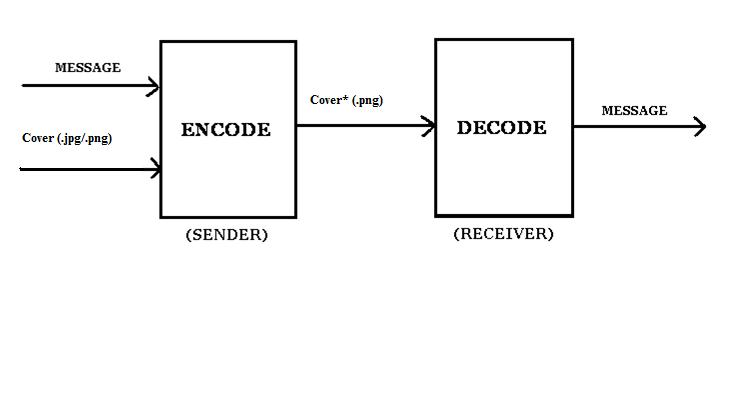 MESSAGE
Cover (.jpg/.png)
ENCODE
(SENDER)
Cover* (.png)
DECODE
(RECEIVER)
MESSAGE